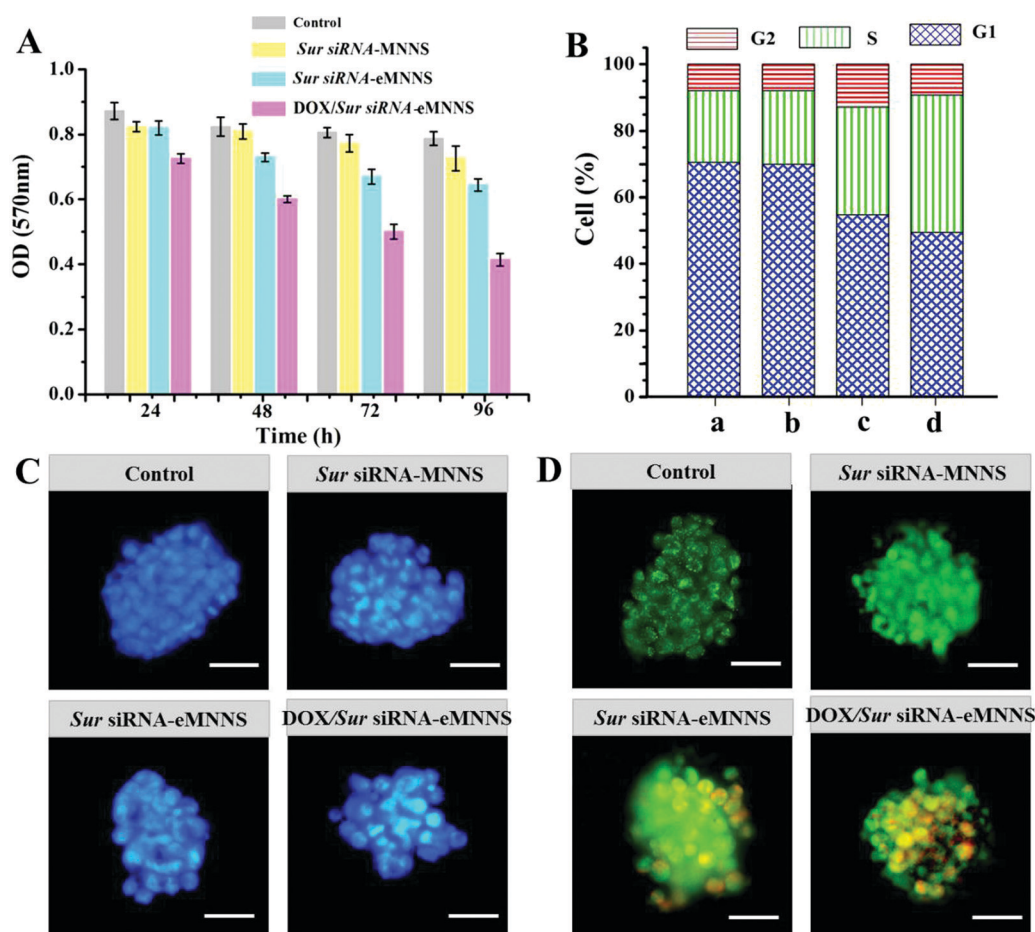 A
Control
Sur siRNA-MNNS
Sur siRNA-eMNNS
DOX/Sur siRNA-eMNNS
1.0
0.8
0.6
0.4
0.2
0.0
OD (570nm)
24 48 72 96
Time (h)
B
G2 S G1
100
80
60
40
20
0
Cell (%)
a b c d
C
Control
Sur siRNA-MNNS
Sur siRNA-eMNNS
DOX/Sur siRNA-eMNNS
D
Control
Sur siRNA-MNNS
Sur siRNA-eMNNS
DOX/Sur siRNA-eMNNS